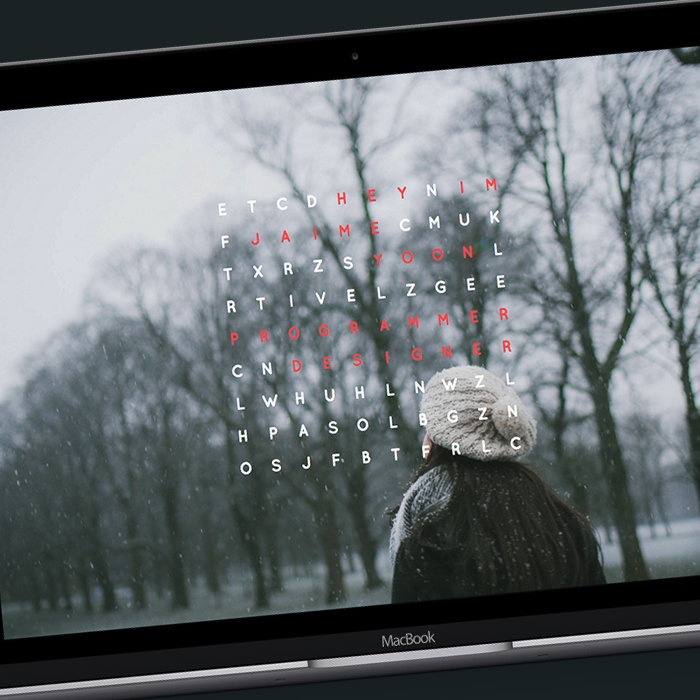 E T C D H E Y N I M
F J A I M E C M U K
T X R Z S Y O O N L
R T I V E L Z G E E
P R O G R A M M E R
C N D E S I G N E R
L W H U H L N W Z L
H P A S O L B G Z N
O S J F B T F R L C
MacBook